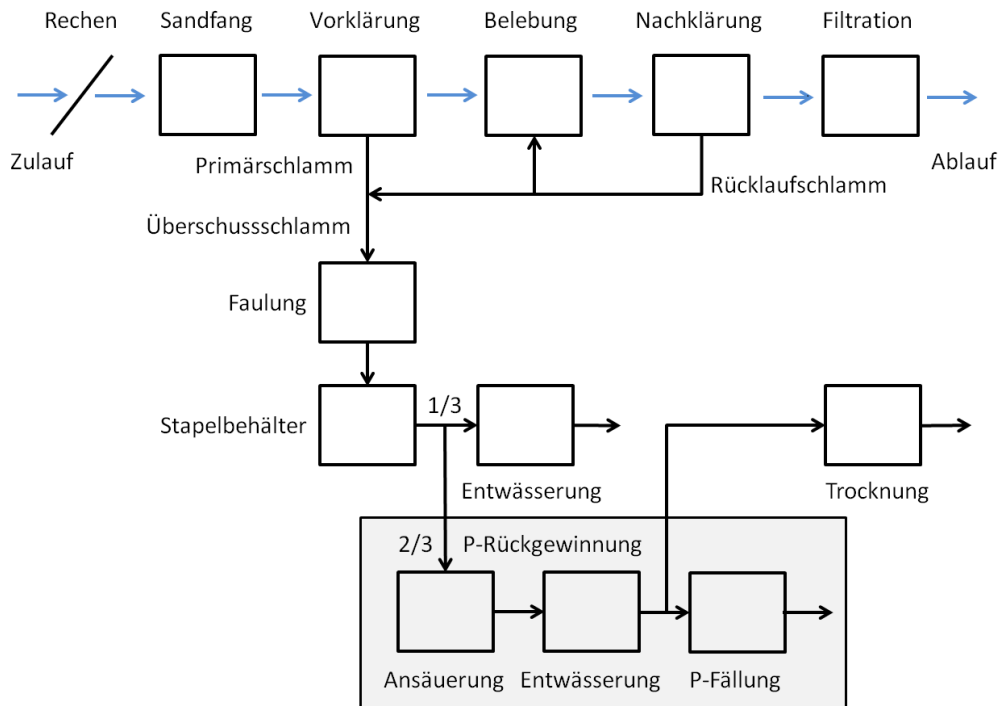 Rechen
Sandfang
Vorklärung
Belebung
Nachklärung
Filtration
Zulauf
Primärschlamm
Rücklaufschlamm
Ablauf
Überschussschlamm
Faulung
Stapelbehälter
1/3
Entwässerung
Trocknung
2/3
P-Rückgewinnung
Ansäuerung
Entwässerung
P-Fällung